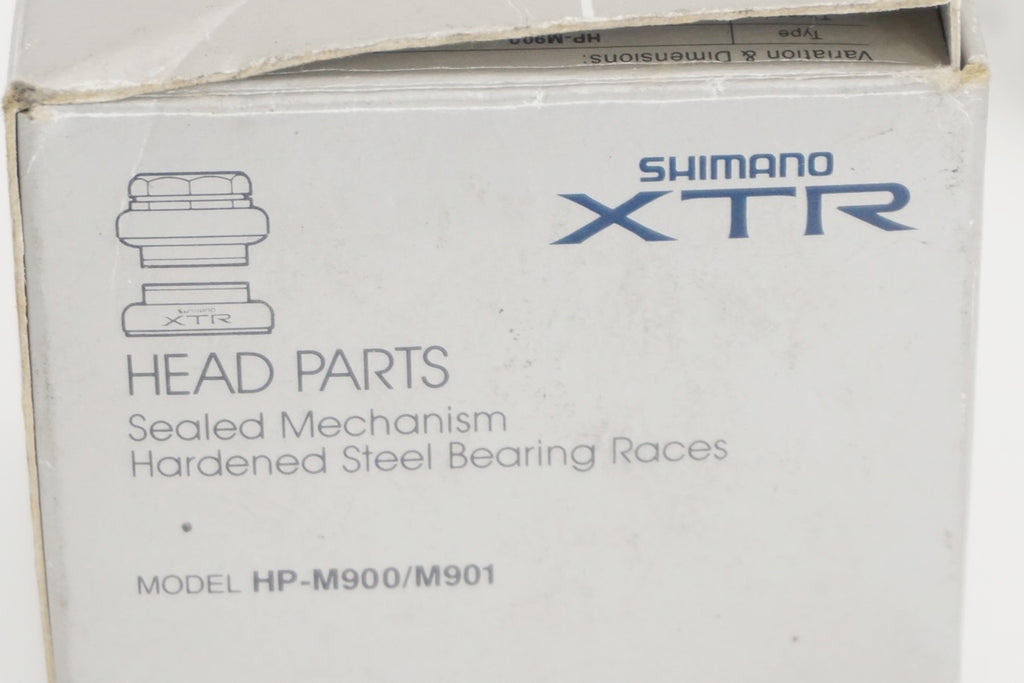 Variation & Dimensions:
Type HP-M900
SHIMANO
XTR
SHIMANO
XTR
HEAD PARTS
Sealed Mechanism
Hardened Steel Bearing Races
MODEL HP-M900/M901